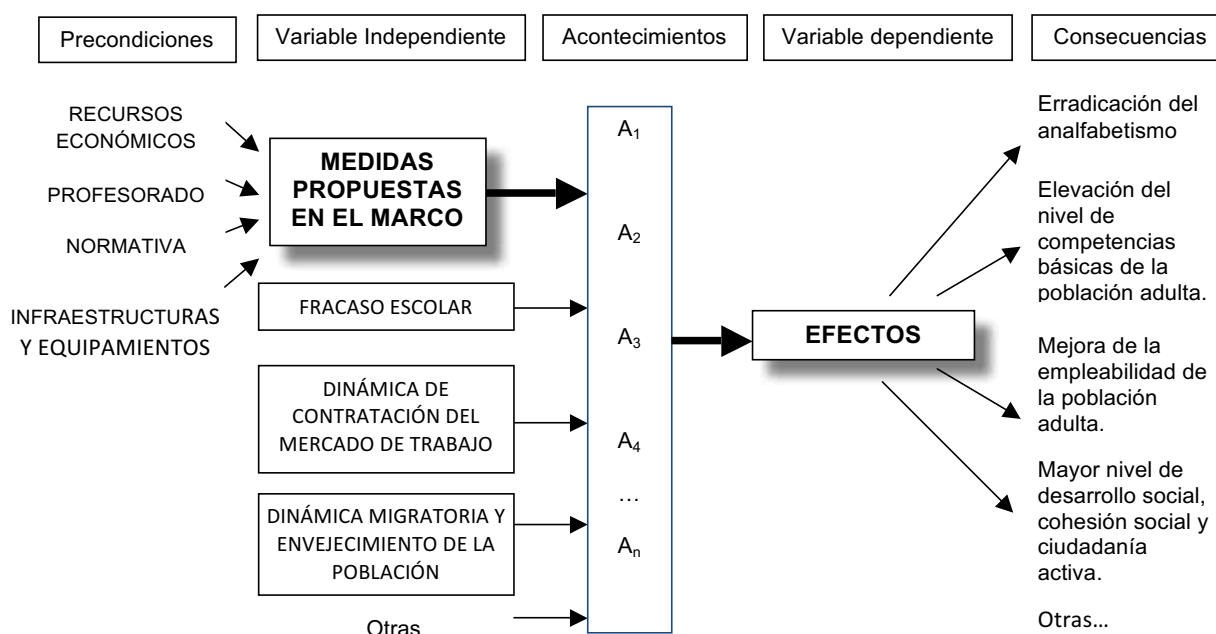 Precondiciones
Variable Independiente
Acontecimientos
Variable dependiente
Consecuencias
RECURSOS
ECONÓMICOS
PROFESORADO
NORMATIVA
INFRAESTRUCTURAS
Y EQUIPAMIENTOS
MEDIDAS
PROPUESTAS
EN EL MARCO
FRACASO ESCOLAR
DINÁMICA DE
CONTRATACIÓN DEL
MERCADO DE TRABAJO
DINÁMICA MIGRATORIA Y
ENVEJECIMIENTO DE LA
POBLACIÓN
Otras
A₁
A₂
A₃
A₄
...
Aₙ
EFECTOS
Erradicación del
analfabetismo
Elevación del
nivel de
competencias
básicas de la
población adulta.
Mejora de la
empleabilidad de
la población
adulta.
Mayor nivel de
desarrollo social,
cohesión social y
ciudadanía
activa.
Otras...